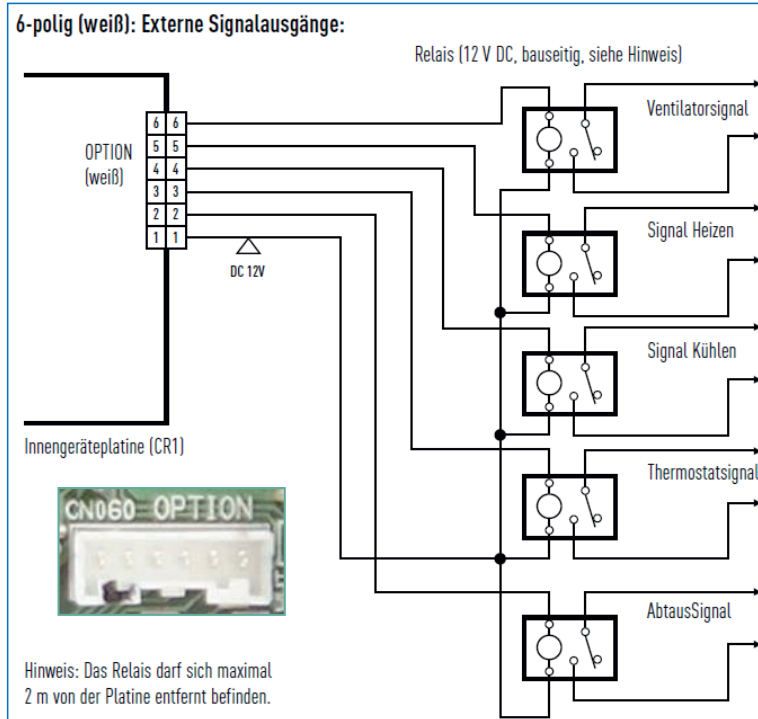 6-polig (weiß): Externe Signalausgänge:
Relais (12 V DC, bauseitig, siehe Hinweis)
OPTION
(weiß)
6 6
5 5
4 4
3 3
2 2
1 1
DC 12V
Ventilatorsignal
Signal Heizen
Signal Kühlen
Thermostatsignal
AbtausSignal
Innengeräteplatine (CR1)
CN060 OPTION
Hinweis: Das Relais darf sich maximal
2 m von der Platine entfernt befinden.